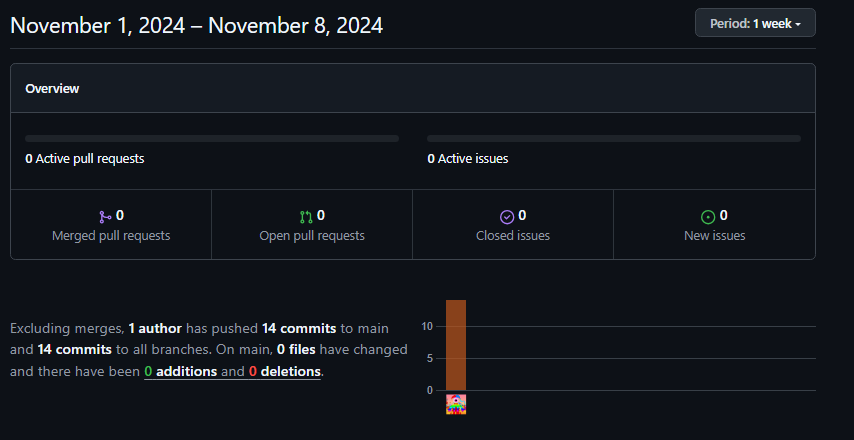 November 1, 2024 – November 8, 2024
Period: 1 week
Overview
0 Active pull requests
0 Active issues
0
Merged pull requests
0
Open pull requests
0
Closed issues
0
New issues
Excluding merges, 1 author has pushed 14 commits to main
and 14 commits to all branches. On main, 0 files have changed
and there have been 0 additions and 0 deletions.
10
5
0